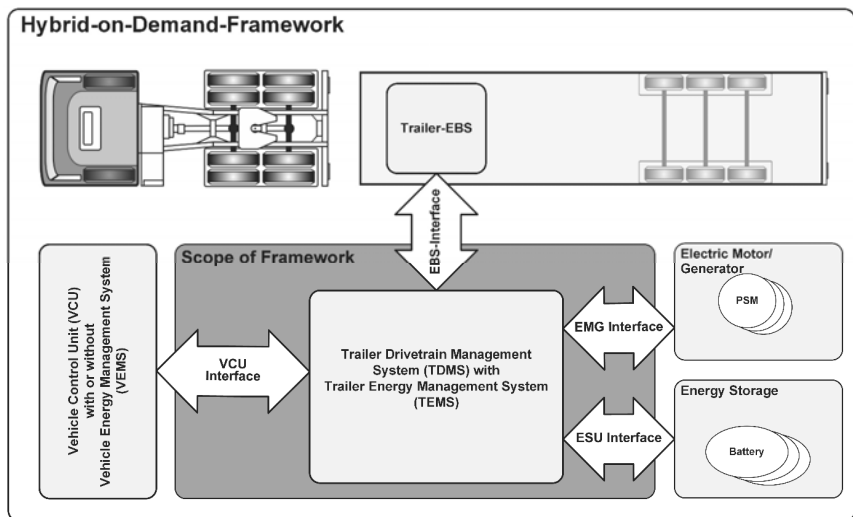 Hybrid-on-Demand-Framework
Trailer-EBS
EBS-Interface
Scope of Framework
Vehicle Control Unit (VCU)
with or without
Vehicle Energy Management System
(VEMS)
VCU
Interface
Trailer Drivetrain Management
System (TDMS) with
Trailer Energy Management System
(TEMS)
EMG Interface
ESU Interface
Electric Motor/
Generator
PSM
Energy Storage
Battery